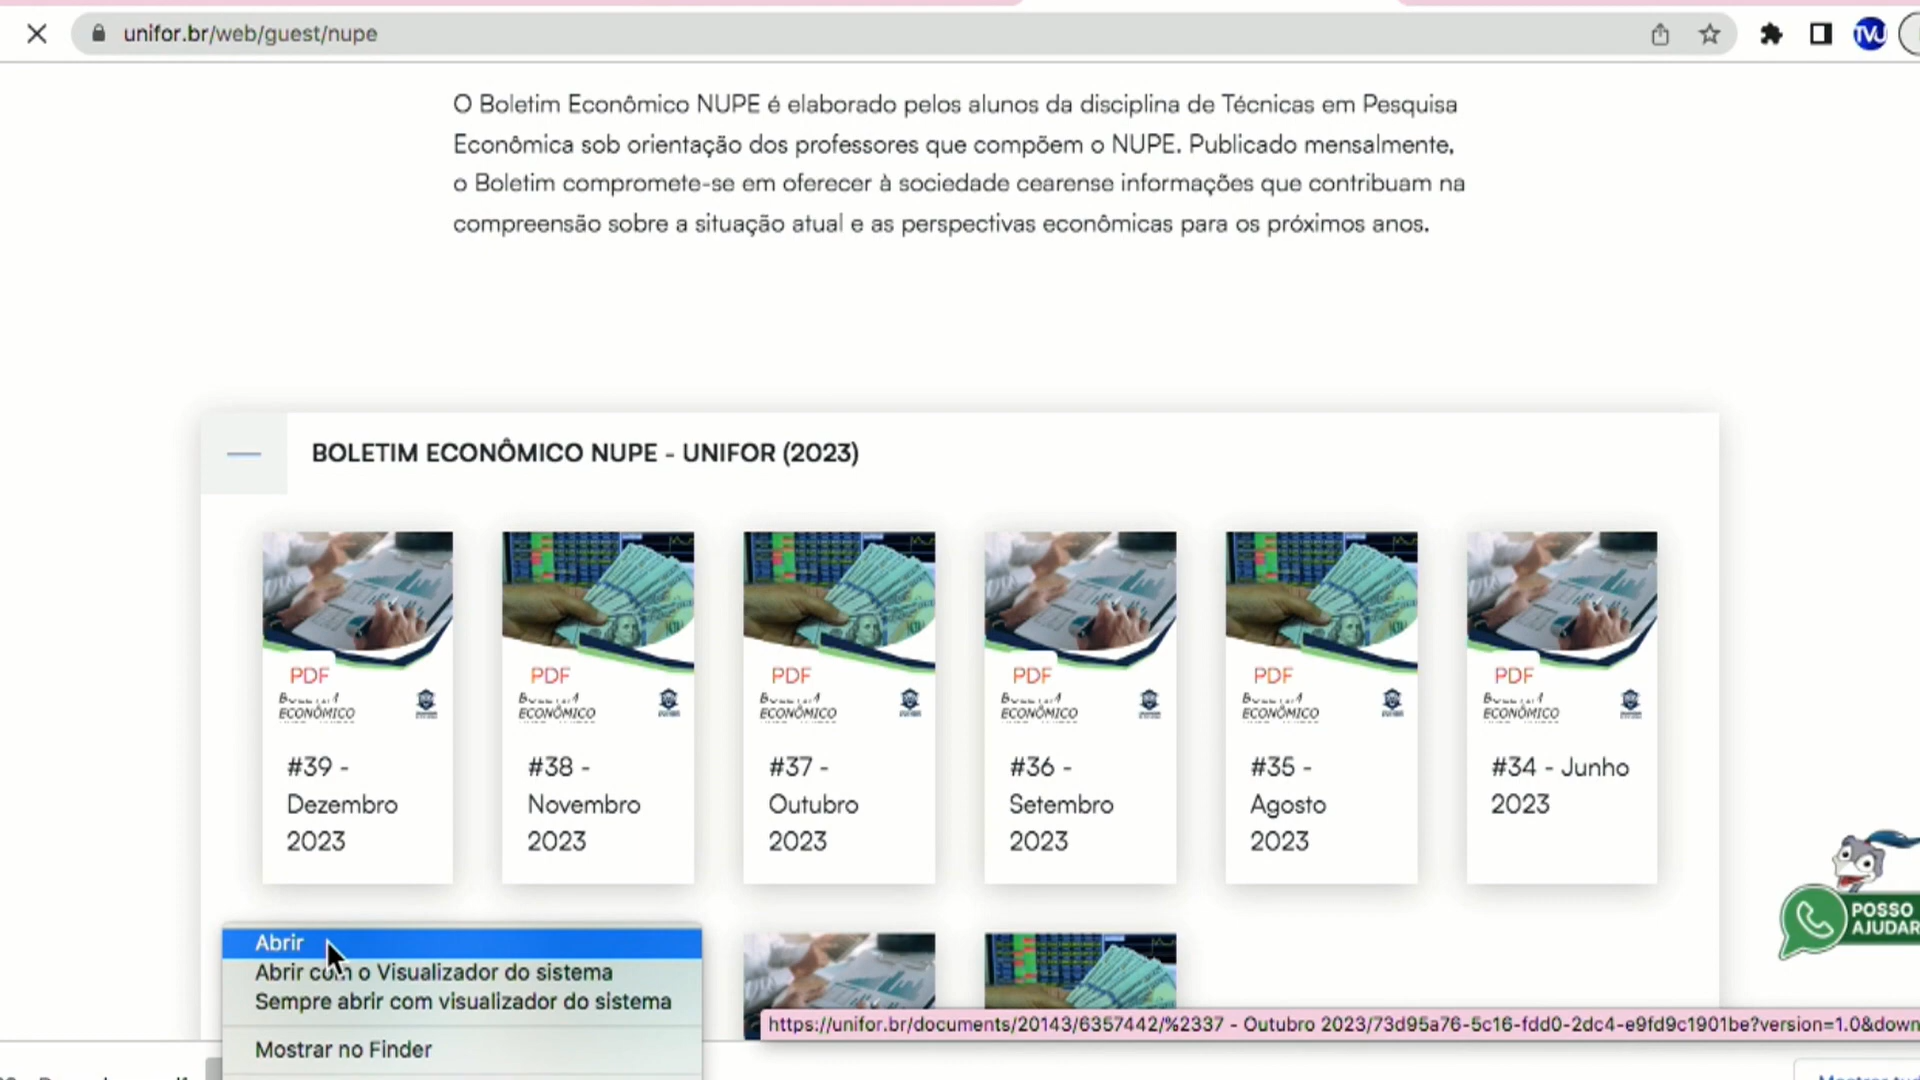 unifor.br/web/guest/nupe
TVU
O Boletim Econômico NUPE é elaborado pelos alunos da disciplina de Técnicas em Pesquisa
Econômica sob orientação dos professores que compõem o NUPE. Publicado mensalmente,
o Boletim compromete-se em oferecer à sociedade cearense informações que contribuam na
compreensão sobre a situação atual e as perspectivas econômicas para os próximos anos.
BOLETIM ECONÔMICO NUPE - UNIFOR (2023)
PDF
ECONÔMICO
#39 -
Dezembro
2023
PDF
ECONÔMICO
#38 -
Novembro
2023
PDF
ECONÔMICO
#37 -
Outubro
2023
PDF
ECONÔMICO
#36 -
Setembro
2023
PDF
ECONÔMICO
#35 -
Agosto
2023
PDF
ECONÔMICO
#34 - Junho
2023
POSSO
AJUDAR
Abrir
Abrir com o Visualizador do sistema
Sempre abrir com visualizador do sistema
Mostrar no Finder
https://unifor.br/documents/20143/6357442/%2337 - Outubro 2023/73d95a76-5c16-fdd0-2dc4-e9fd9c1901be?version=1.0&down